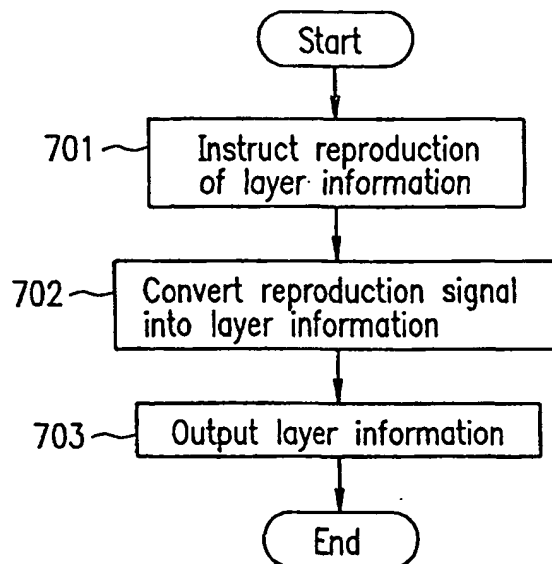 Start
701
Instruct reproduction
of layer information
702
Convert reproduction signal
into layer information
703
Output layer information
End